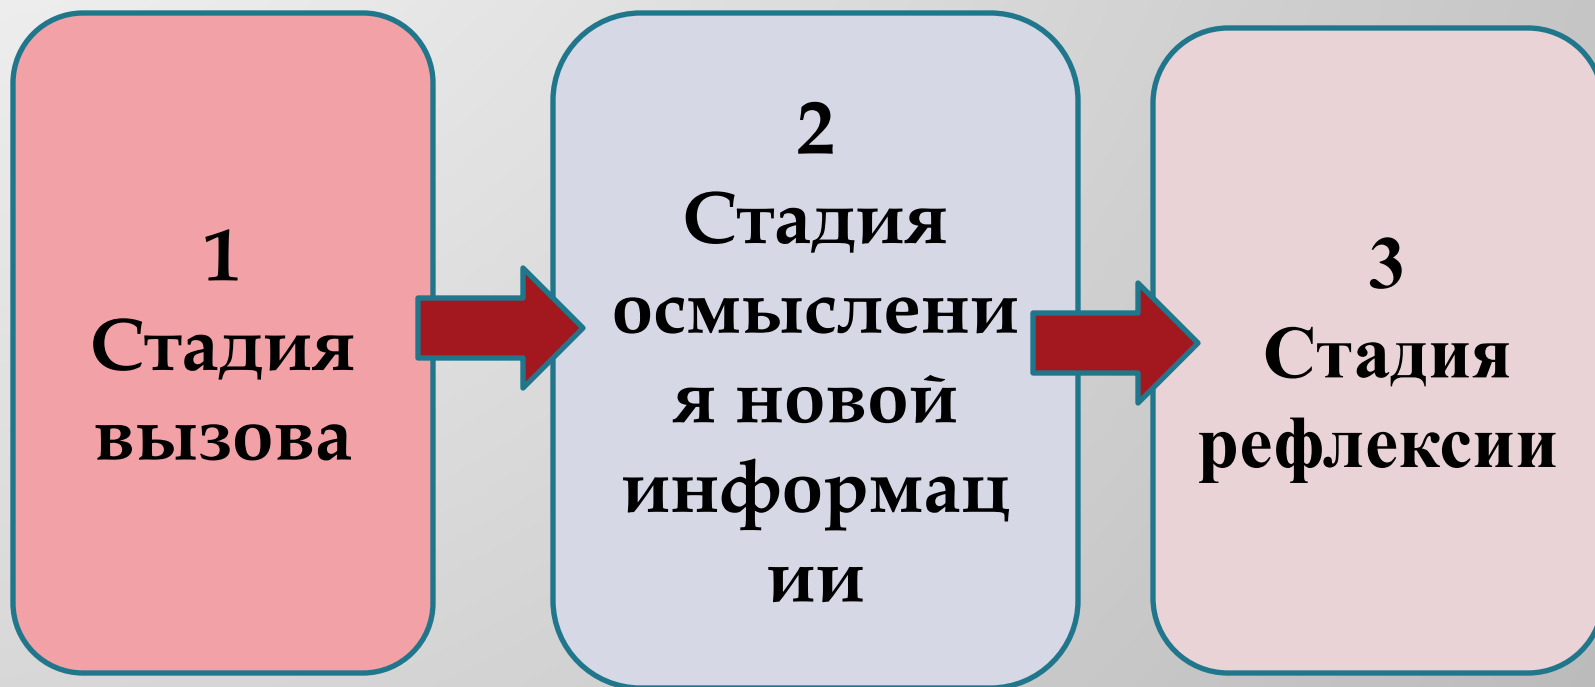 1
Стадия
вызова
2
Стадия
осмыслени
я новой
информац
ии
3
Стадия
рефлексии